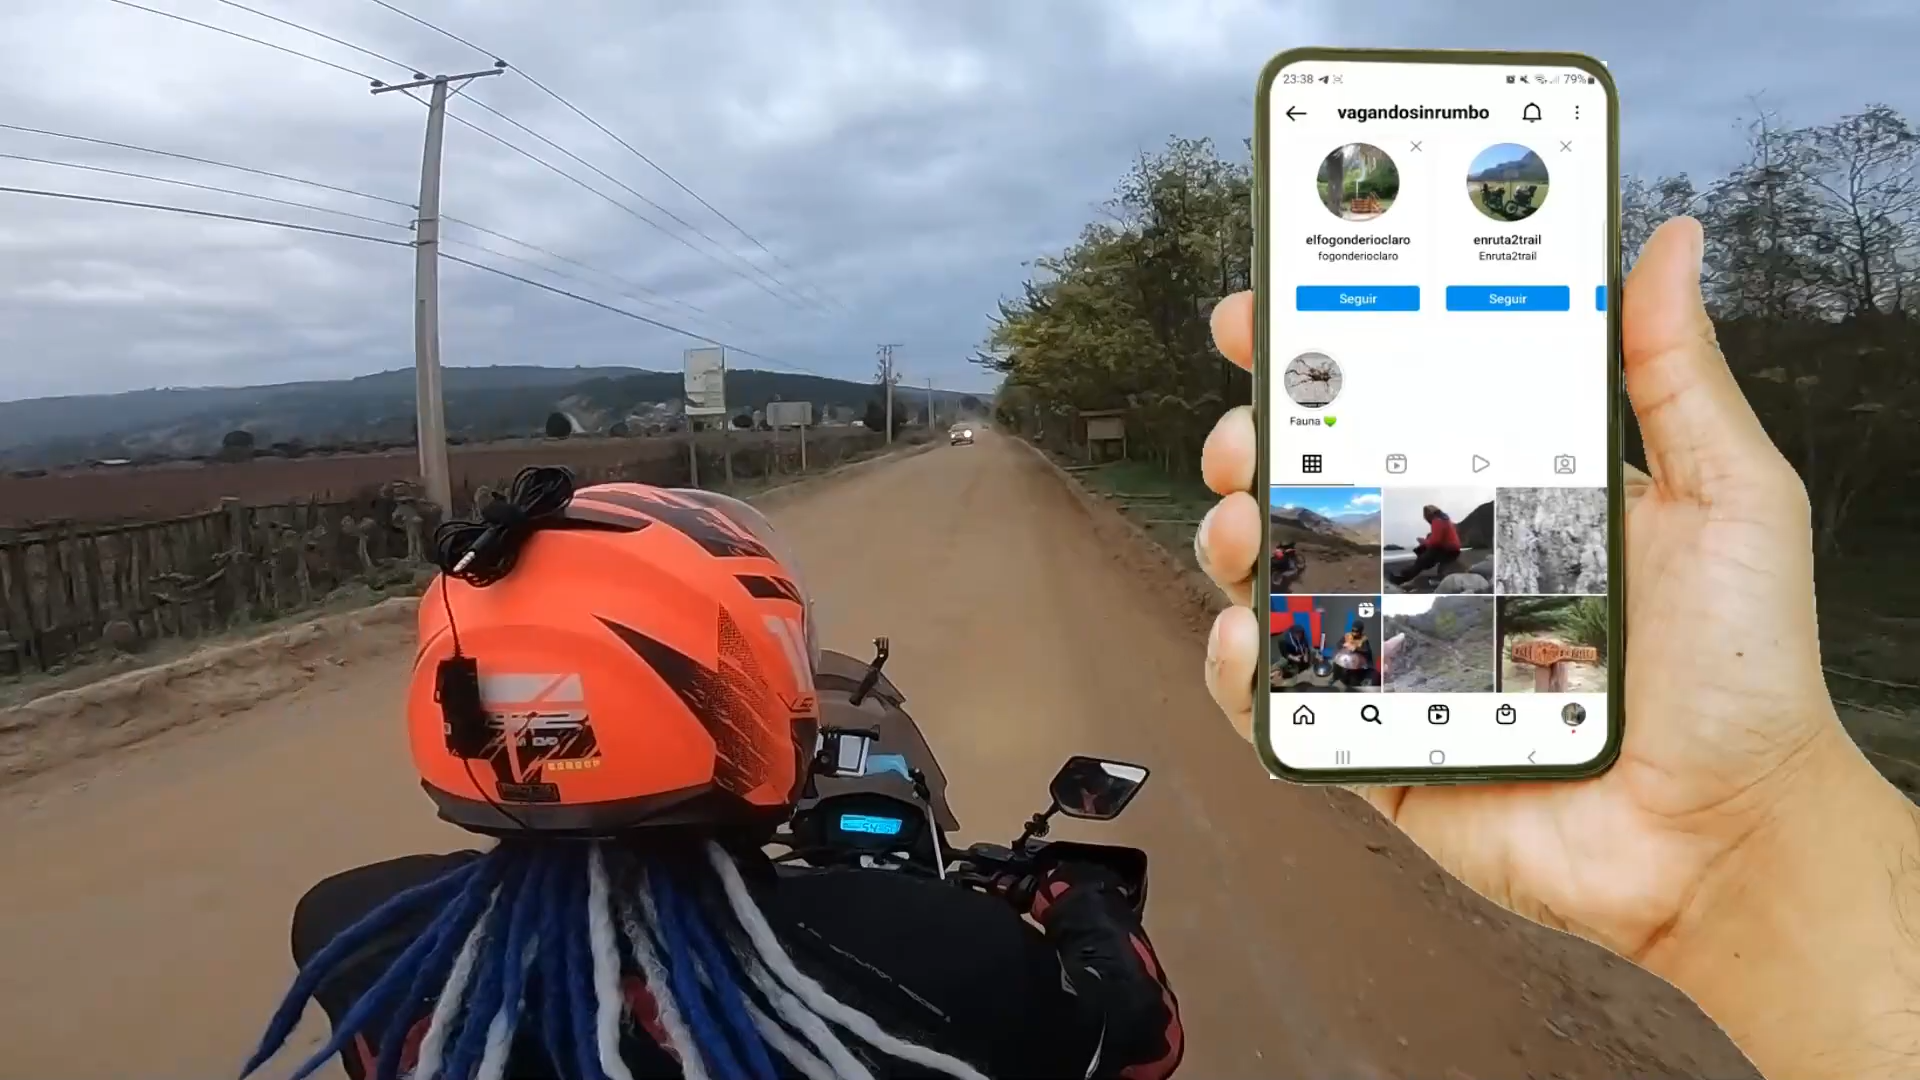 23:38
79%
vagandosinrumbo
elfogonderioclaro
fogonderioclaro
Seguir
enruta2trail
Enruta2trail
Seguir
Fauna 💚